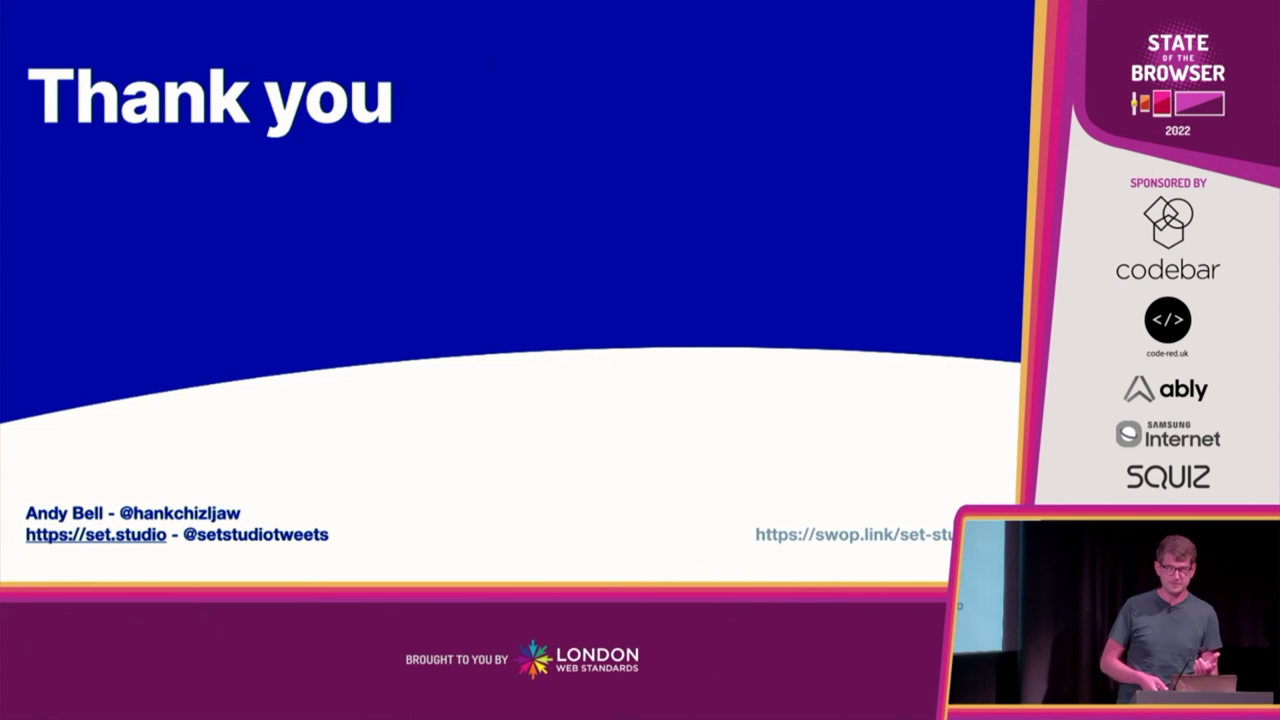 Thank you
Andy Bell - @hankchizljaw
https://set.studio - @setstudiotweets
https://swop.link/set-stu
STATE
OF THE
BROWSER
2022
SPONSORED BY
codebar
</>
code-red.uk
ably
SAMSUNG
Internet
SQUIZ
BROUGHT TO YOU BY
LONDON
WEB STANDARDS